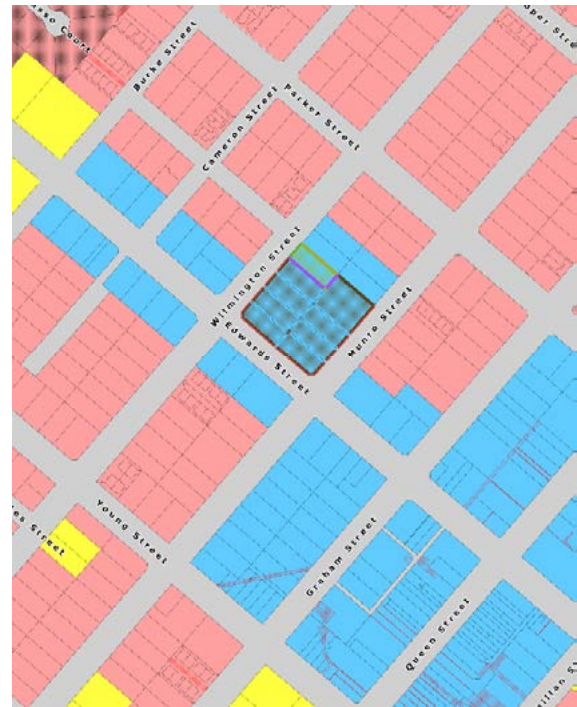 Burke Street
Parker Street
Cameron Street
Wilmington Street
Edwards Street
Munro Street
Young Street
Graham Street
Queen Street